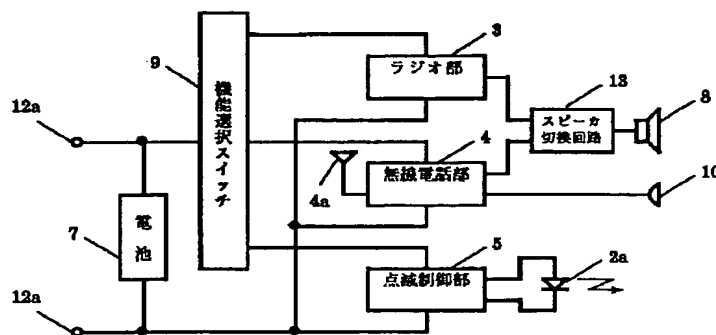 3
ラジオ部
9
機能選択スイッチ
13
スピーカ
切換回路
8
12a
4
無線電話部
4a
10
7
電池
5
点滅制御部
2a
12a